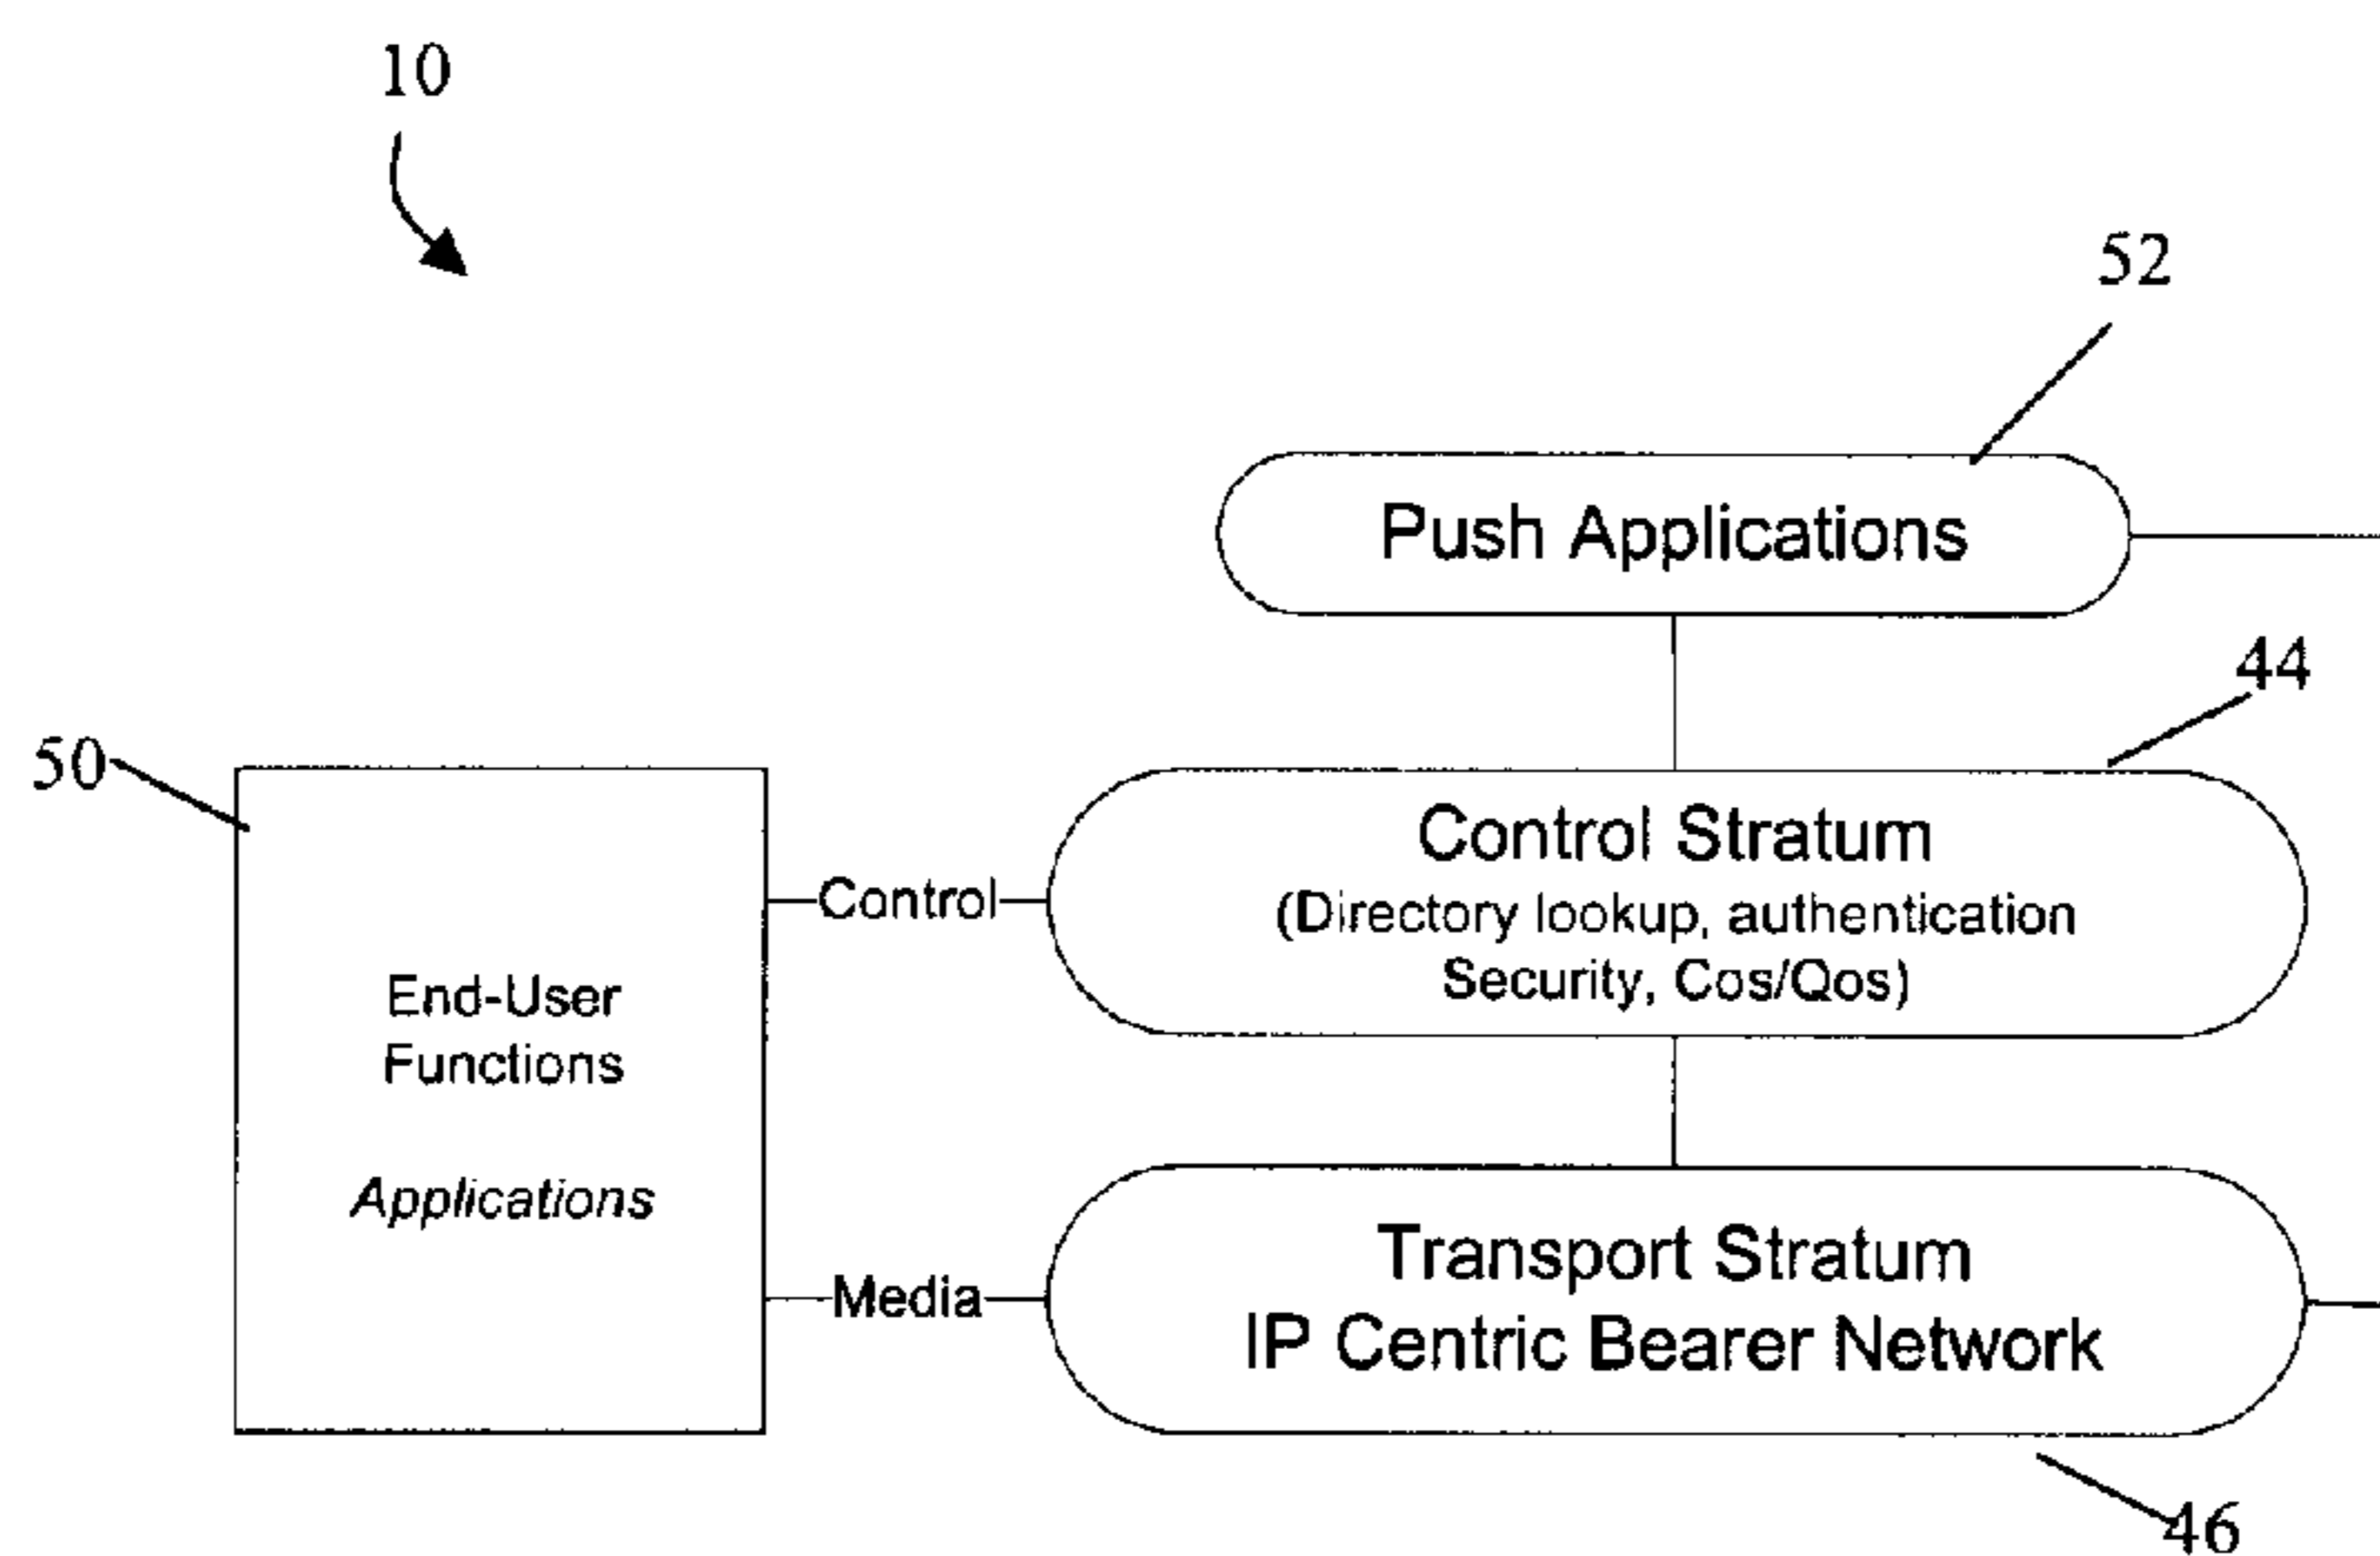 10
52
Push Applications
44
50
Control Stratum
(Directory lookup, authentication
Security, Cos/Qos)
Control
End-User
Functions
Applications
Transport Stratum
IP Centric Bearer Network
Media
46